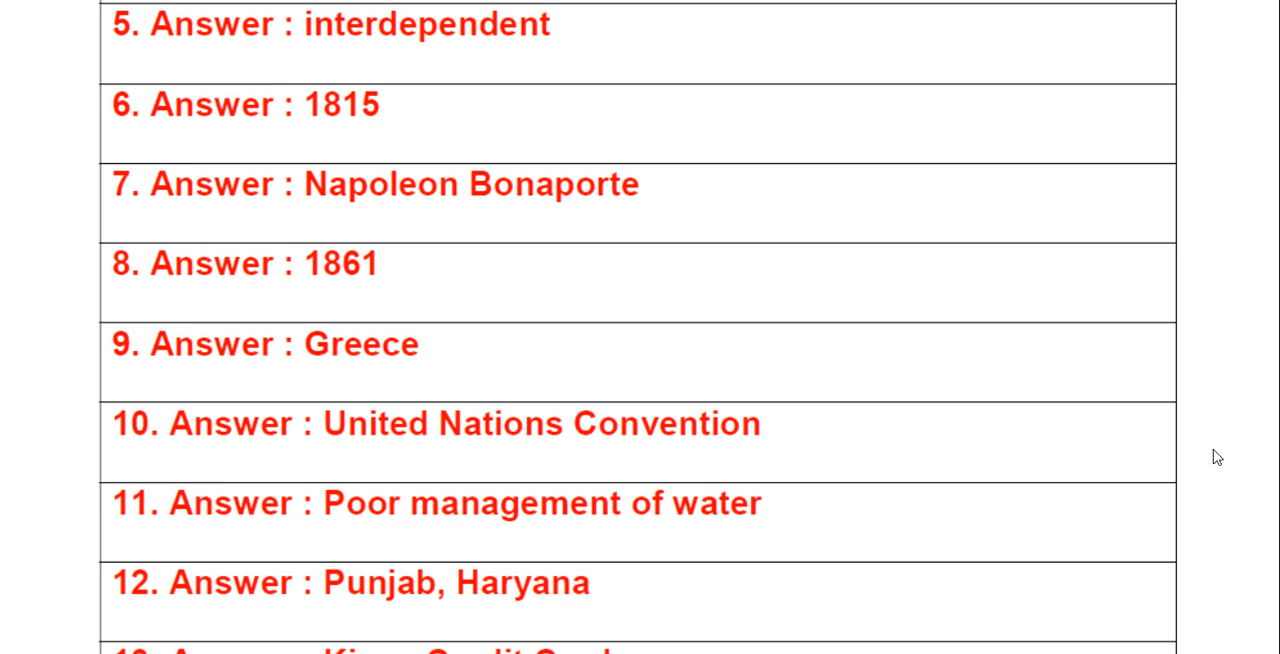 5. Answer : interdependent
6. Answer : 1815
7. Answer : Napoleon Bonaporte
8. Answer : 1861
9. Answer : Greece
10. Answer : United Nations Convention
11. Answer : Poor management of water
12. Answer : Punjab, Haryana